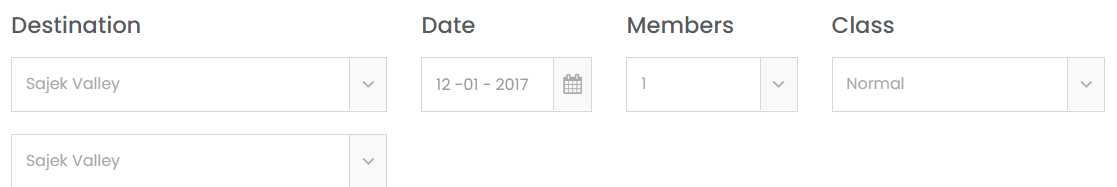 Destination Date Members Class
Sajek Valley 12 -01 - 2017 1 Normal
Sajek Valley